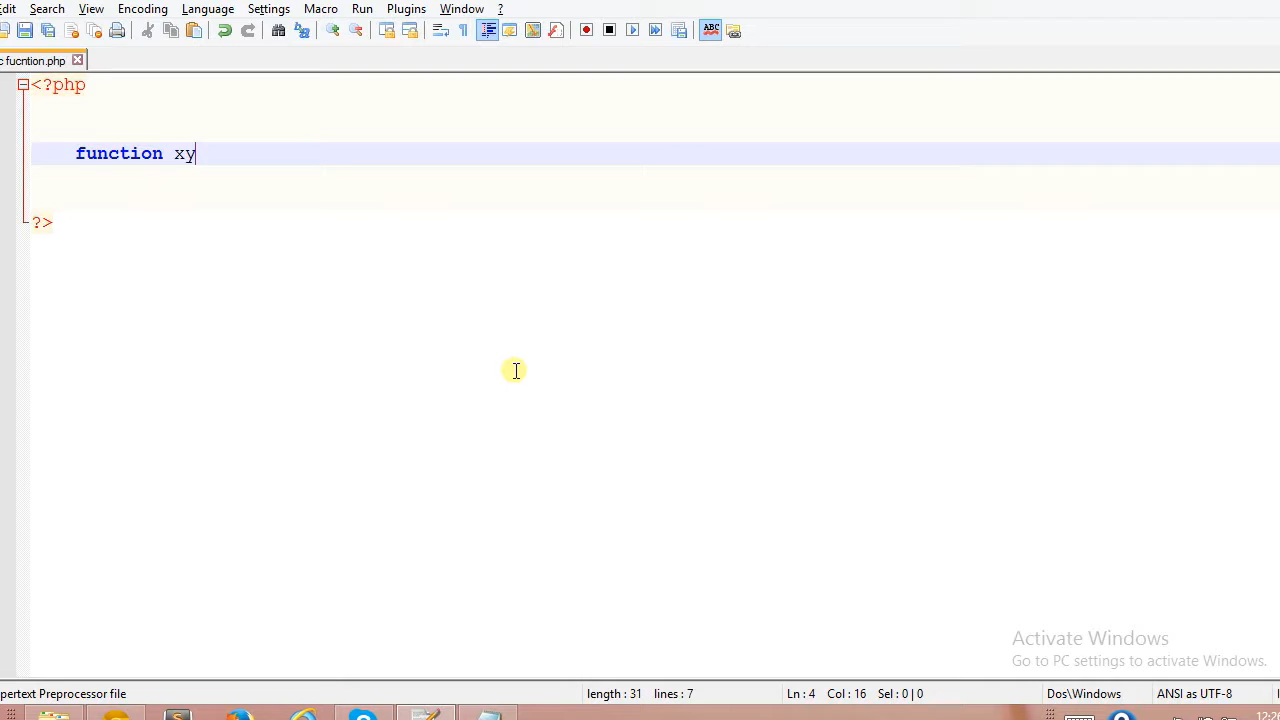 Search View Encoding Language Settings Macro Run Plugins Window ?
ABC
fucntion.php
<?php
function xy
?>
Activate Windows
Go to PC settings to activate Windows.
Preprocessor file length : 31 lines : 7 Ln : 4 Col : 16 Sel : 0 | 0 Dos\Windows ANSI as UTF-8